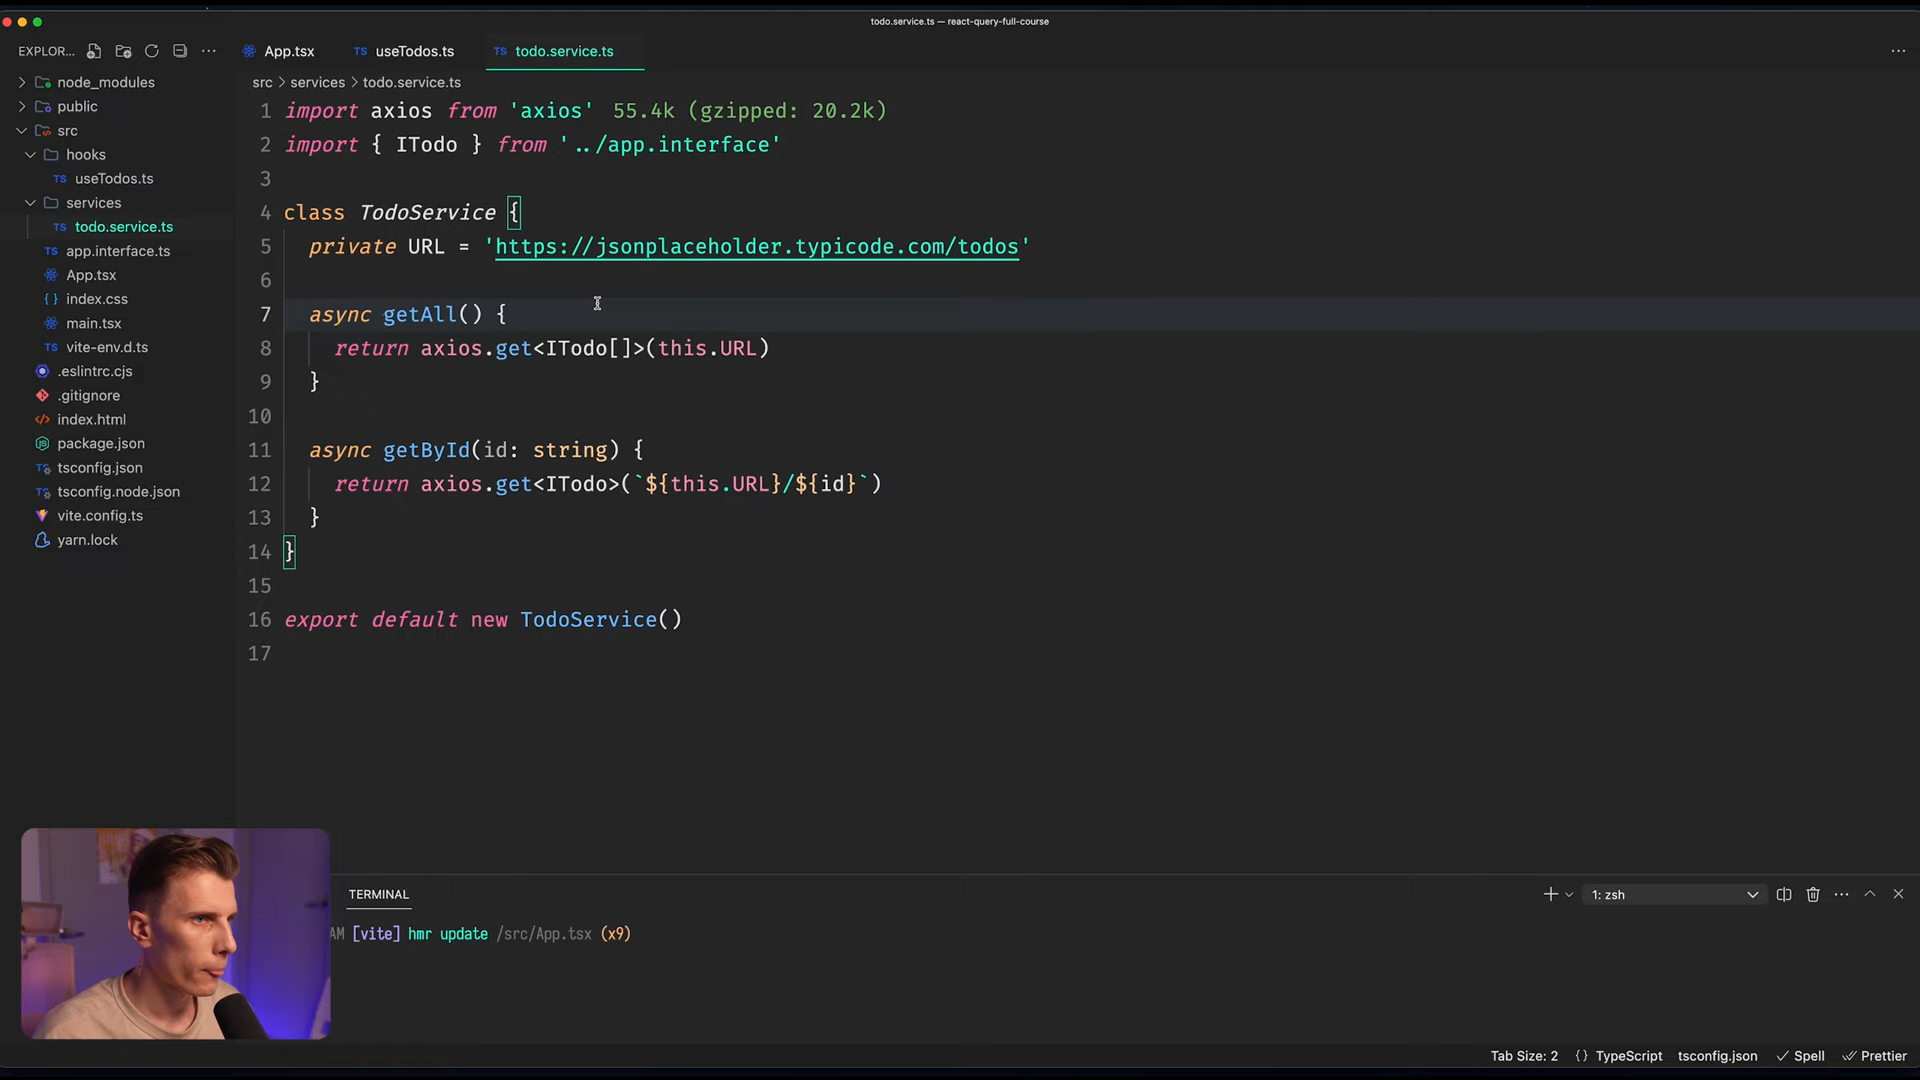 todo.service.ts — react-query-full-course
EXPLOR...
App.tsx
TS useTodos.ts
TS todo.service.ts
node_modules
public
src
hooks
TS useTodos.ts
services
TS todo.service.ts
TS app.interface.ts
App.tsx
{ } index.css
TS main.tsx
TS vite-env.d.ts
.eslintrc.cjs
.gitignore
index.html
package.json
tsconfig.json
tsconfig.node.json
vite.config.ts
yarn.lock
src > services > todo.service.ts
1 import axios from 'axios' 55.4k (gzipped: 20.2k)
2 import { ITodo } from '../app.interface'
3
4 class TodoService {
5 private URL = 'https://jsonplaceholder.typicode.com/todos'
6
7 async getAll() {
8 return axios.get<ITodo[]>(this.URL)
9 }
10
11 async getById(id: string) {
12 return axios.get<ITodo>(`${this.URL}/${id}`)
13 }
14 }
15
16 export default new TodoService()
17
TERMINAL
1: zsh
AM [vite] hmr update /src/App.tsx (x9)
Tab Size: 2
{ } TypeScript
tsconfig.json
Spell
Prettier